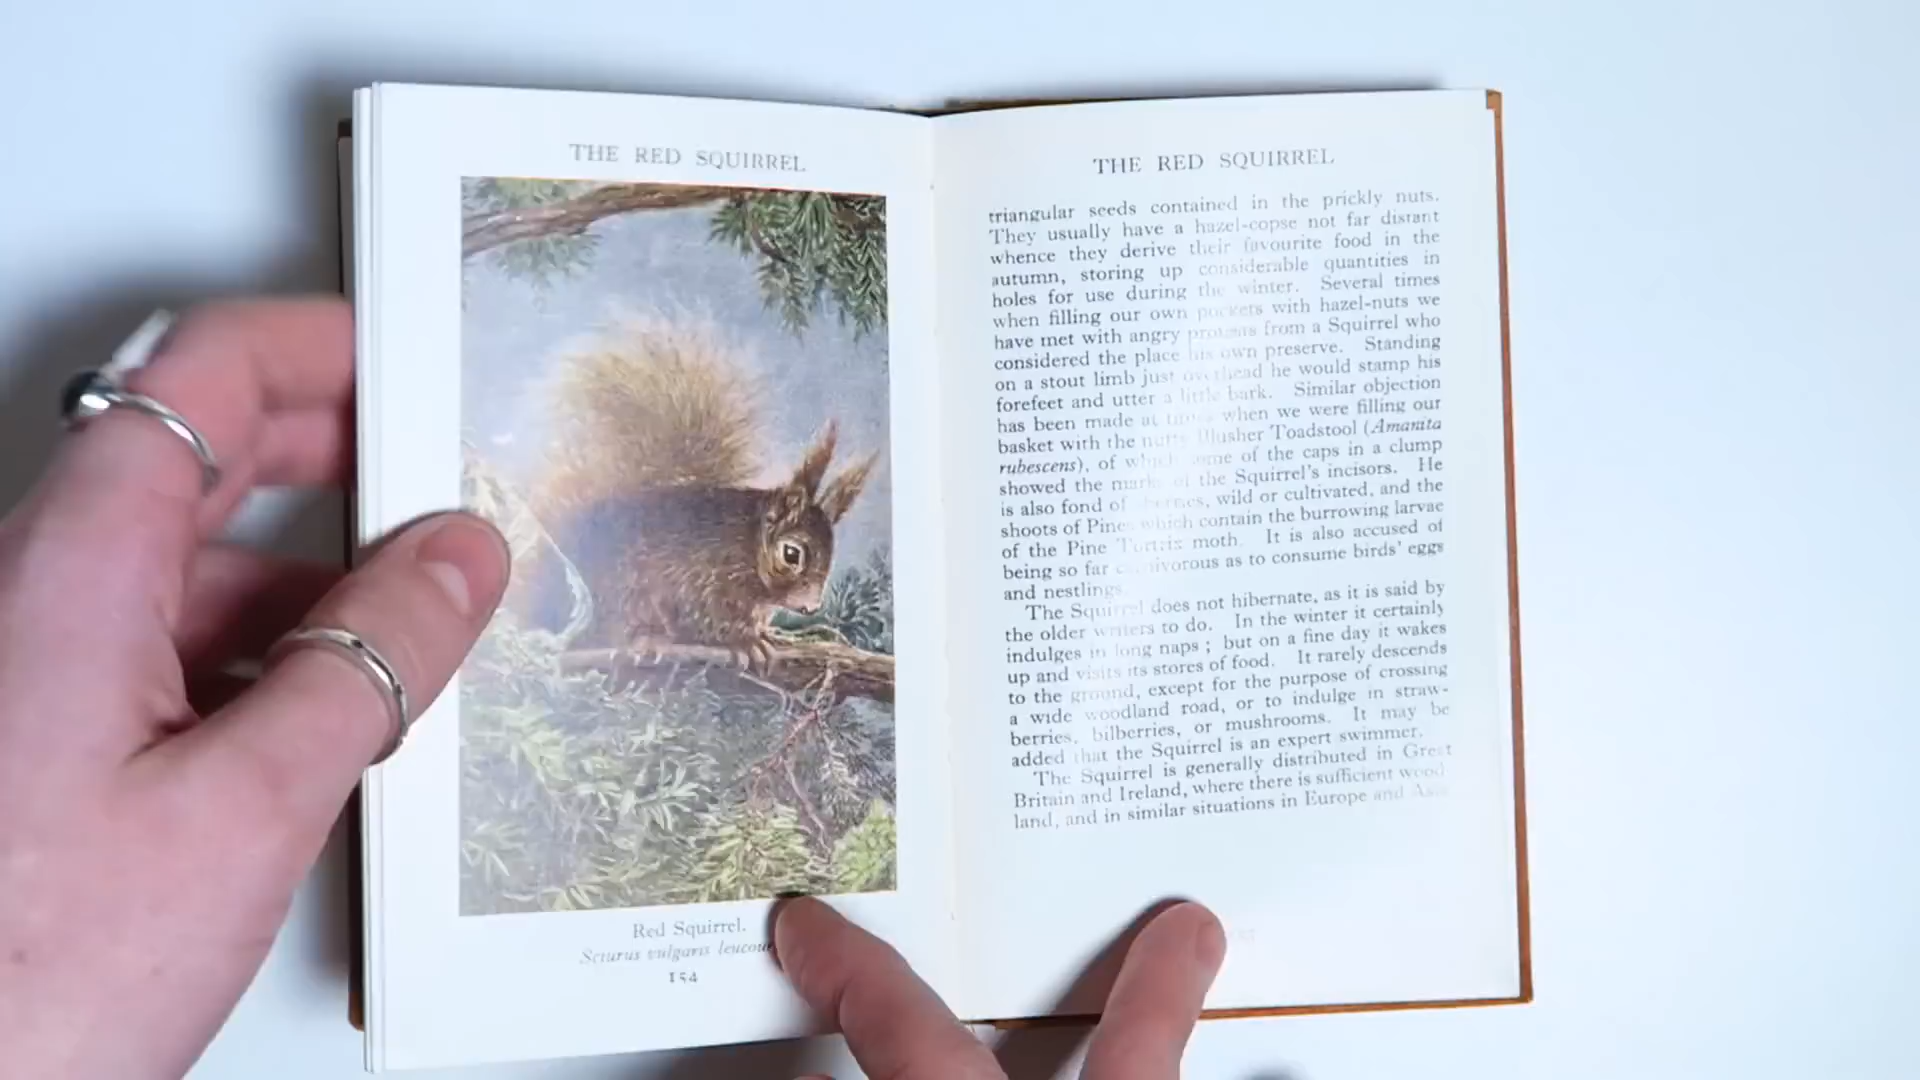 THE RED SQUIRREL
Red Squirrel.
Sciurus vulgaris
154
THE RED SQUIRREL
triangular seeds contained in the prickly nuts.
They usually have a hazel-copse not far distant
whence they derive their favourite food in the
autumn, storing up considerable quantities in
holes for use during the winter. Several times
when filling our own pockets with hazel-nuts we
have met with angry protests from a Squirrel who
considered the place his own preserve. Standing
on a stout limb just overhead he would stamp his
forefeet and utter a little bark. Similar objection
has been made at times when we were filling our
basket with the nutty Blusher Toadstool (Amanita
rubescens), of which some of the caps in a clump
showed the marks of the Squirrel's incisors. He
is also fond of berries, wild or cultivated, and the
shoots of Pine which contain the burrowing larvae
of the Pine Tortrix moth. It is also accused of
being so far carnivorous as to consume birds' eggs
and nestlings
The Squirrel does not hibernate, as it is said by
the older writers to do. In the winter it certainly
indulges in long naps ; but on a fine day it wakes
up and visits its stores of food. It rarely descends
to the ground, except for the purpose of crossing
a wide woodland road, or to indulge in straw-
berries, bilberries, or mushrooms. It may be
added that the Squirrel is an expert swimmer.
The Squirrel is generally distributed in Great
Britain and Ireland, where there is sufficient wood
land, and in similar situations in Europe and Asia